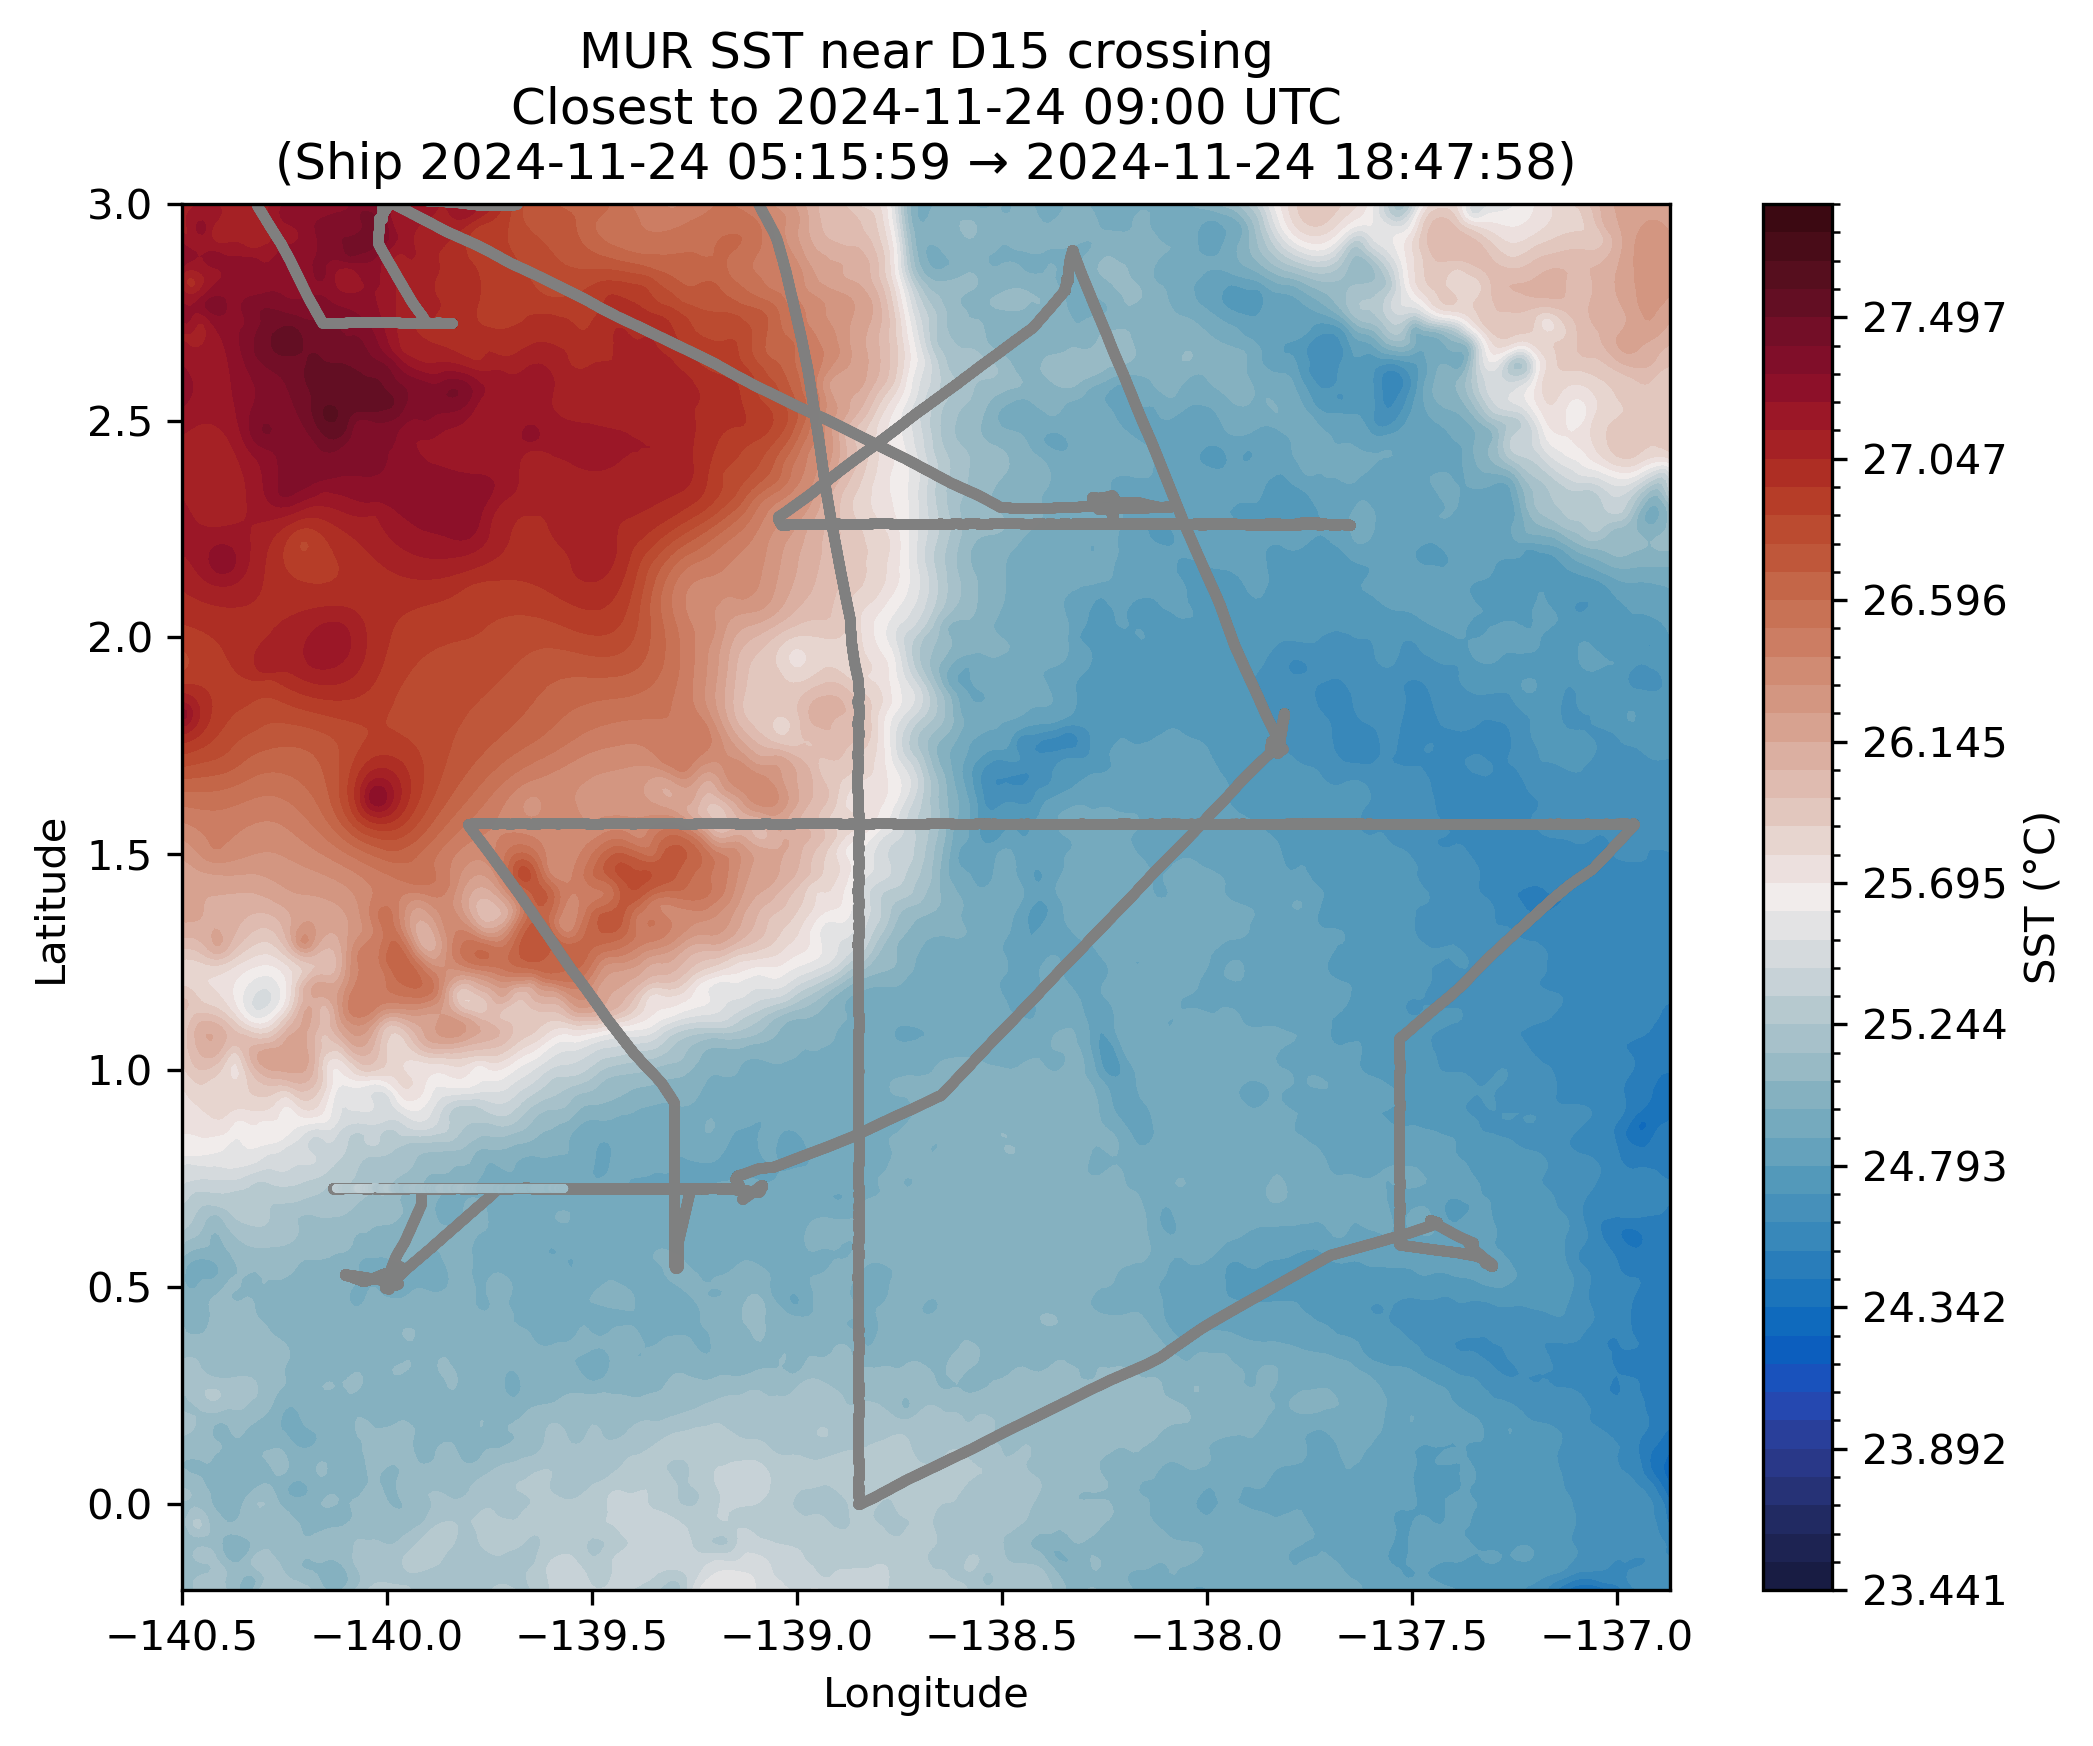 MUR SST near D15 crossing
Closest to 2024-11-24 09:00 UTC
(Ship 2024-11-24 05:15:59 → 2024-11-24 18:47:58)
3.0
2.5
2.0
1.5
1.0
0.5
0.0
Latitude
−140.5 −140.0 −139.5 −139.0 −138.5 −138.0 −137.5 −137.0
Longitude
27.497
27.047
26.596
26.145
25.695
25.244
24.793
24.342
23.892
23.441
SST (°C)